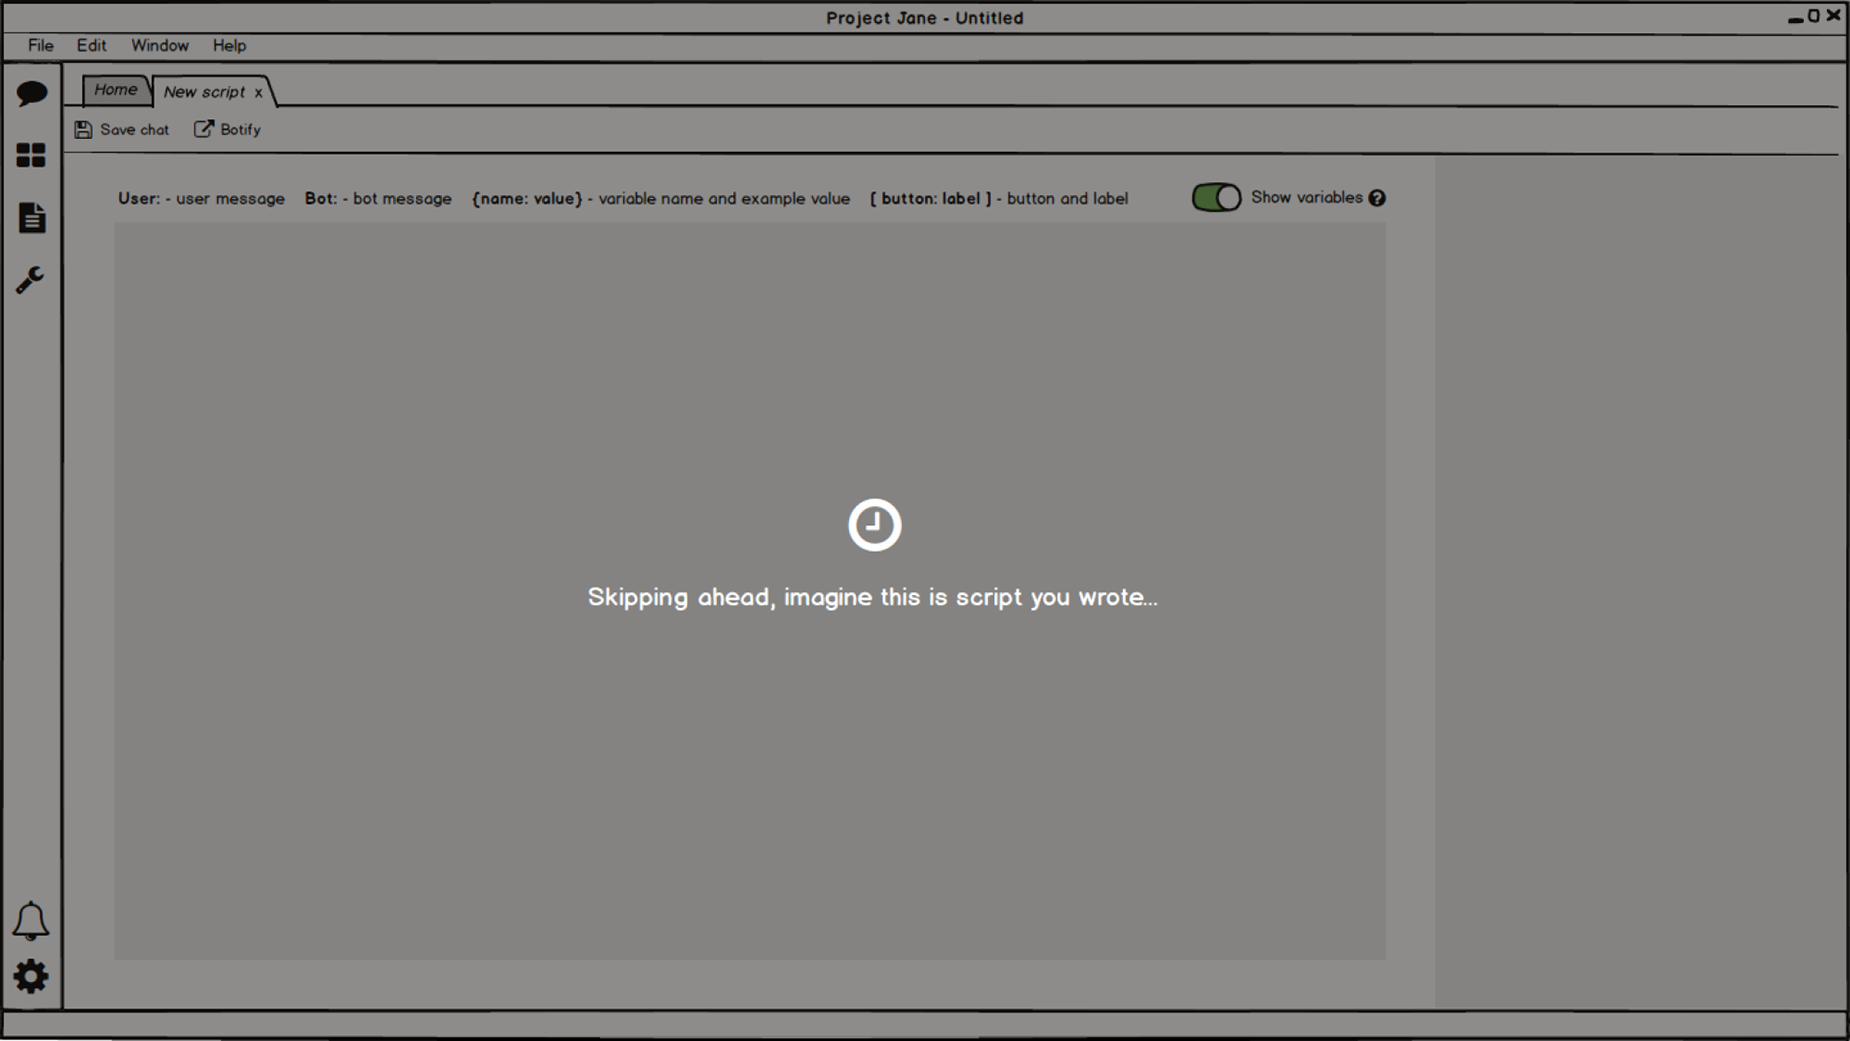 Project Jane - Untitled
File Edit Window Help
Home New script x
Save chat Botify
User: - user message Bot: - bot message {name: value} - variable name and example value [ button: label ] - button and label Show variables ?
Skipping ahead, imagine this is script you wrote...